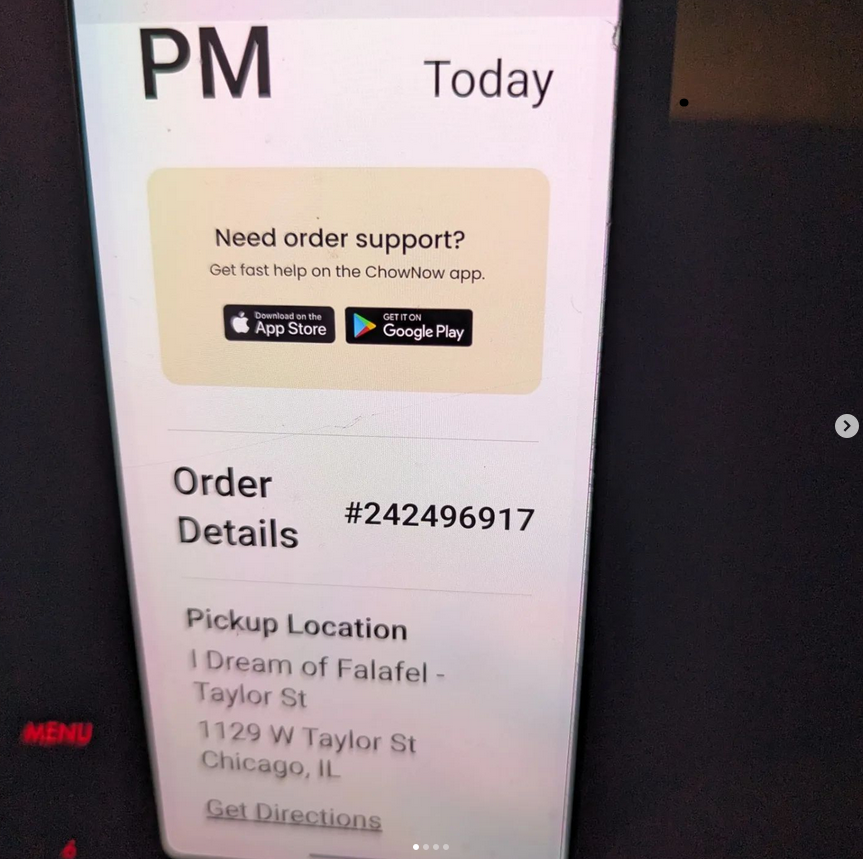 PM
Today
Need order support?
Get fast help on the ChowNow app.
Download on the
App Store
GET IT ON
Google Play
Order
Details
#242496917
Pickup Location
I Dream of Falafel -
Taylor St
1129 W Taylor St
Chicago, IL
Get Directions
MENU